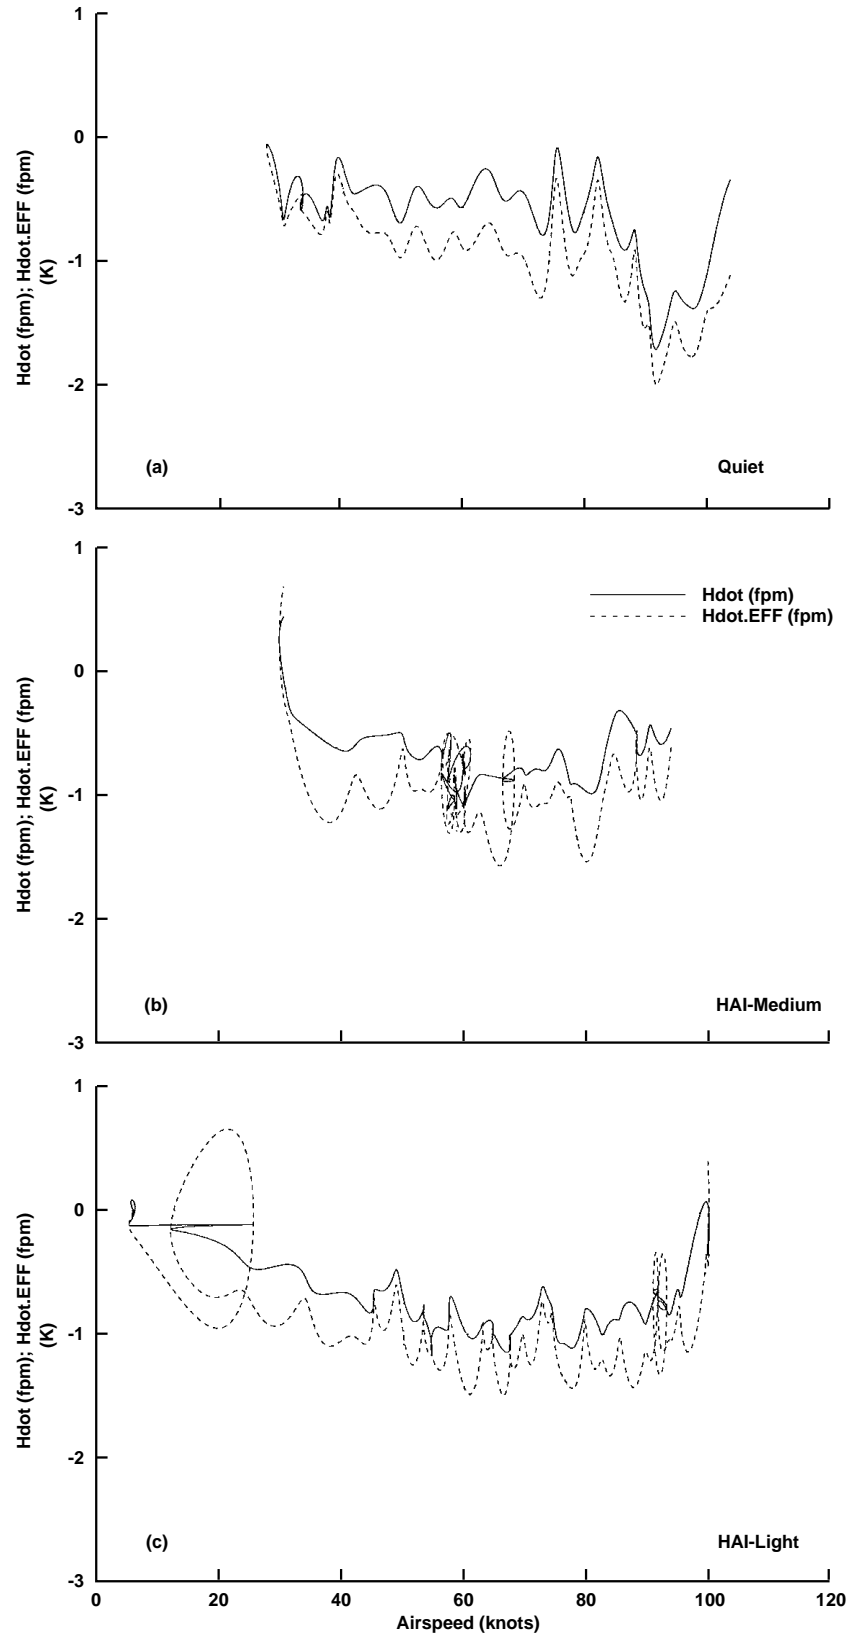 1
0
-1
-2
-3
Hdot (fpm); Hdot.EFF (fpm)
(K)
(a)
Quiet
1
0
-1
-2
-3
Hdot (fpm); Hdot.EFF (fpm)
(K)
Hdot (fpm)
Hdot.EFF (fpm)
(b)
HAI-Medium
1
0
-1
-2
-3
Hdot (fpm); Hdot.EFF (fpm)
(K)
(c)
HAI-Light
0 20 40 60 80 100 120
Airspeed (knots)